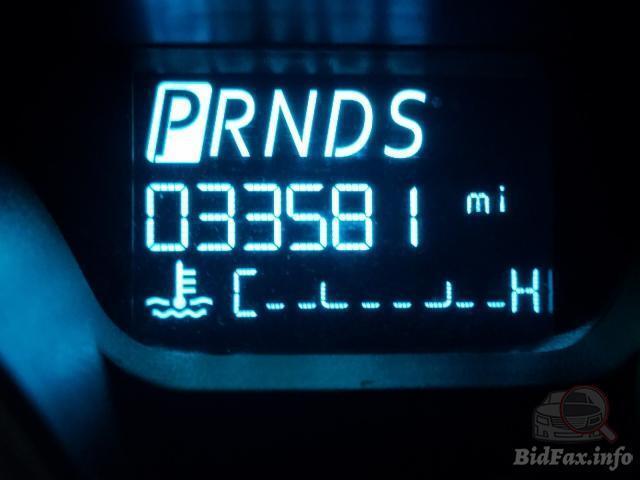 PRNDS
033581 mi
C H
BidFax.info